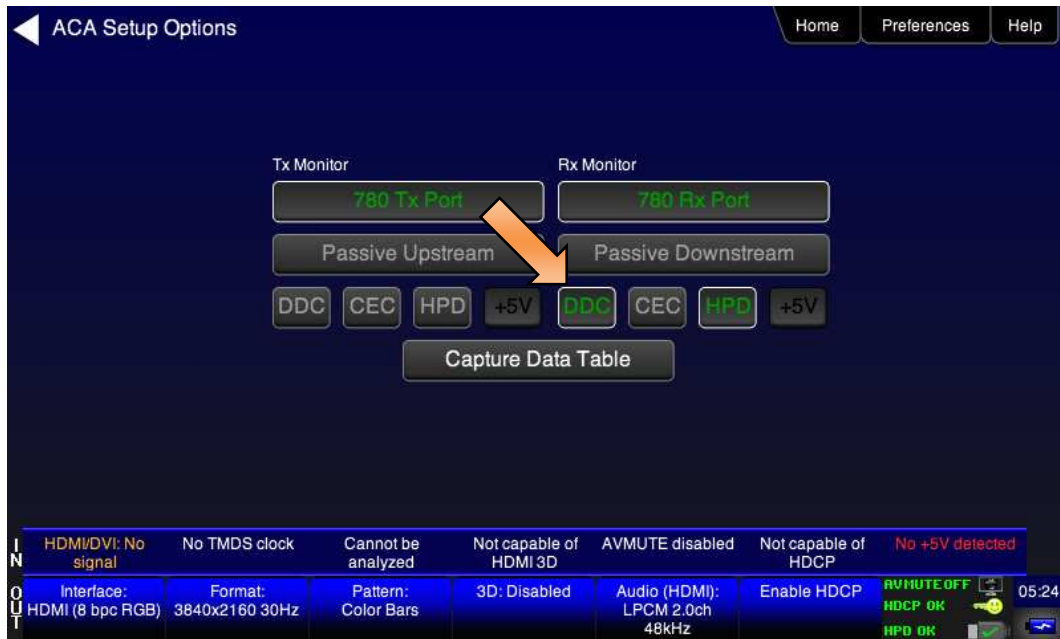 ACA Setup Options
Home
Preferences
Help
Tx Monitor
Rx Monitor
780 Tx Port
780 Rx Port
Passive Upstream
Passive Downstream
DDC
CEC
HPD
+5V
DDC
CEC
HPD
+5V
Capture Data Table
IN
HDMI/DVI: No
signal
No TMDS clock
Cannot be
analyzed
Not capable of
HDMI 3D
AVMUTE disabled
Not capable of
HDCP
No +5V detected
OUT
Interface:
HDMI (8 bpc RGB)
Format:
3840x2160 30Hz
Pattern:
Color Bars
3D: Disabled
Audio (HDMI):
LPCM 2.0ch
48kHz
Enable HDCP
AVMUTEOFF
HDCP OK
HPD OK
05:24